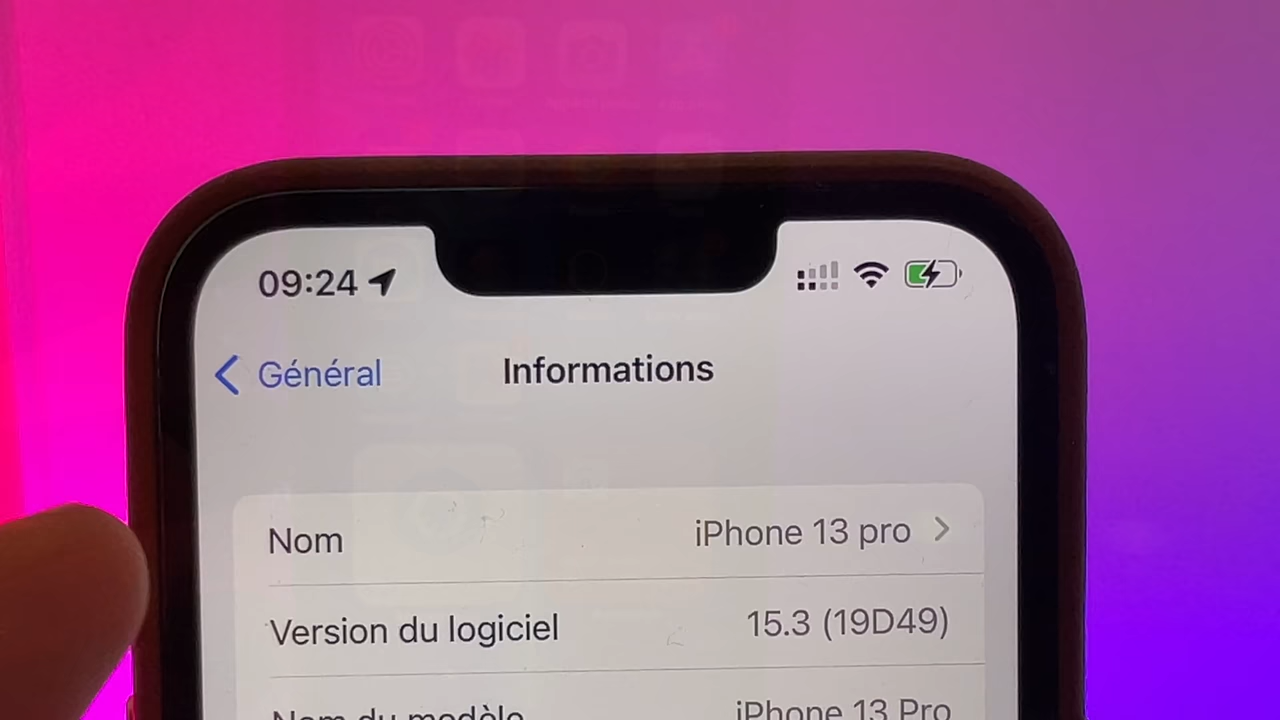 09:24
Général
Informations
Nom
iPhone 13 pro
Version du logiciel
15.3 (19D49)
Nom du modèle
iPhone 13 Pro